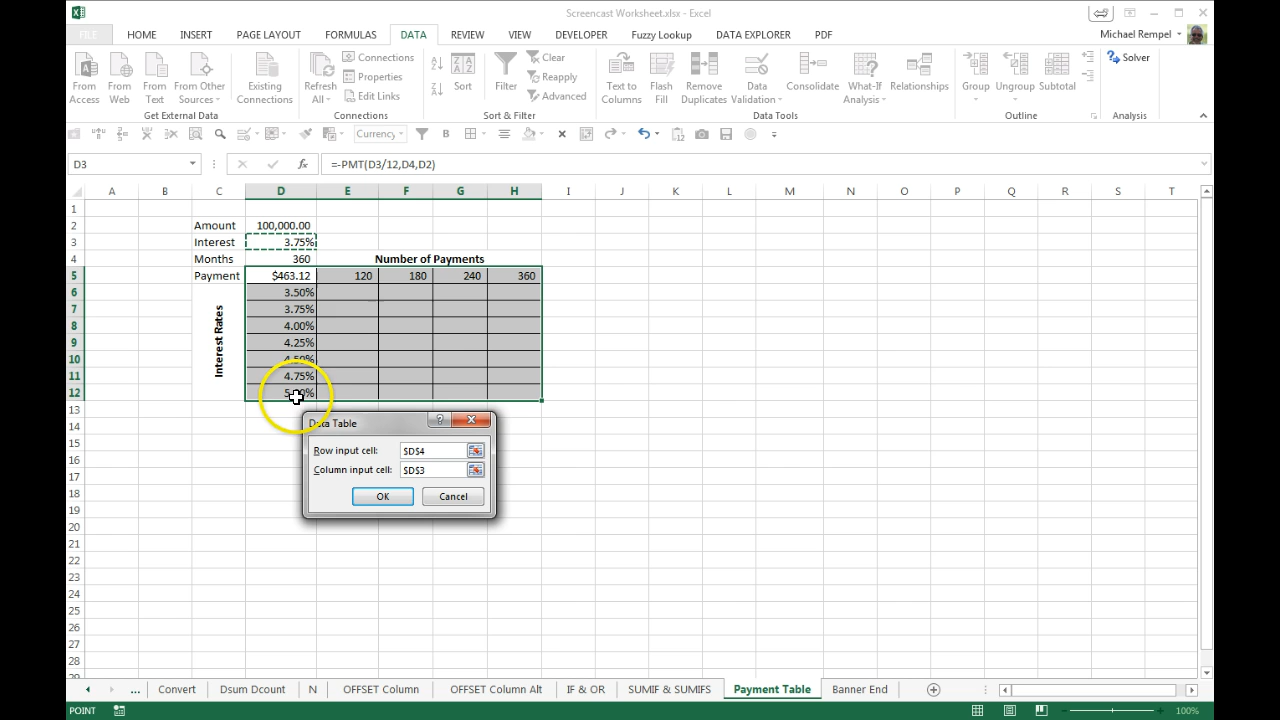 Screencast Worksheet.xlsx - Excel
FILE HOME INSERT PAGE LAYOUT FORMULAS DATA REVIEW VIEW DEVELOPER Fuzzy Lookup DATA EXPLORER PDF Michael Rempel
From Access From Web From Text From Other Sources Existing Connections Refresh All Connections Properties Edit Links Sort Filter Clear Reapply Advanced Text to Columns Flash Fill Remove Duplicates Data Validation Consolidate What-If Analysis Relationships Group Ungroup Subtotal Solver
Get External Data Connections Sort & Filter Data Tools Outline Analysis
Currency
D3 =-PMT(D3/12,D4,D2)
A B C D E F G H I J K L M N O P Q R S T
1
2 Amount 100,000.00
3 Interest 3.75%
4 Months 360 Number of Payments
5 Payment $463.12 120 180 240 360
Interest Rates
6 3.50%
7 3.75%
8 4.00%
9 4.25%
10 4.50%
11 4.75%
12 5.00%
13
14
15
16
17
18
19
20
21
22
23
24
25
26
27
28
Data Table
Row input cell: $D$4
Column input cell: $D$3
OK Cancel
... Convert Dsum Dcount N OFFSET Column OFFSET Column Alt IF & OR SUMIF & SUMIFS Payment Table Banner End
POINT 100%